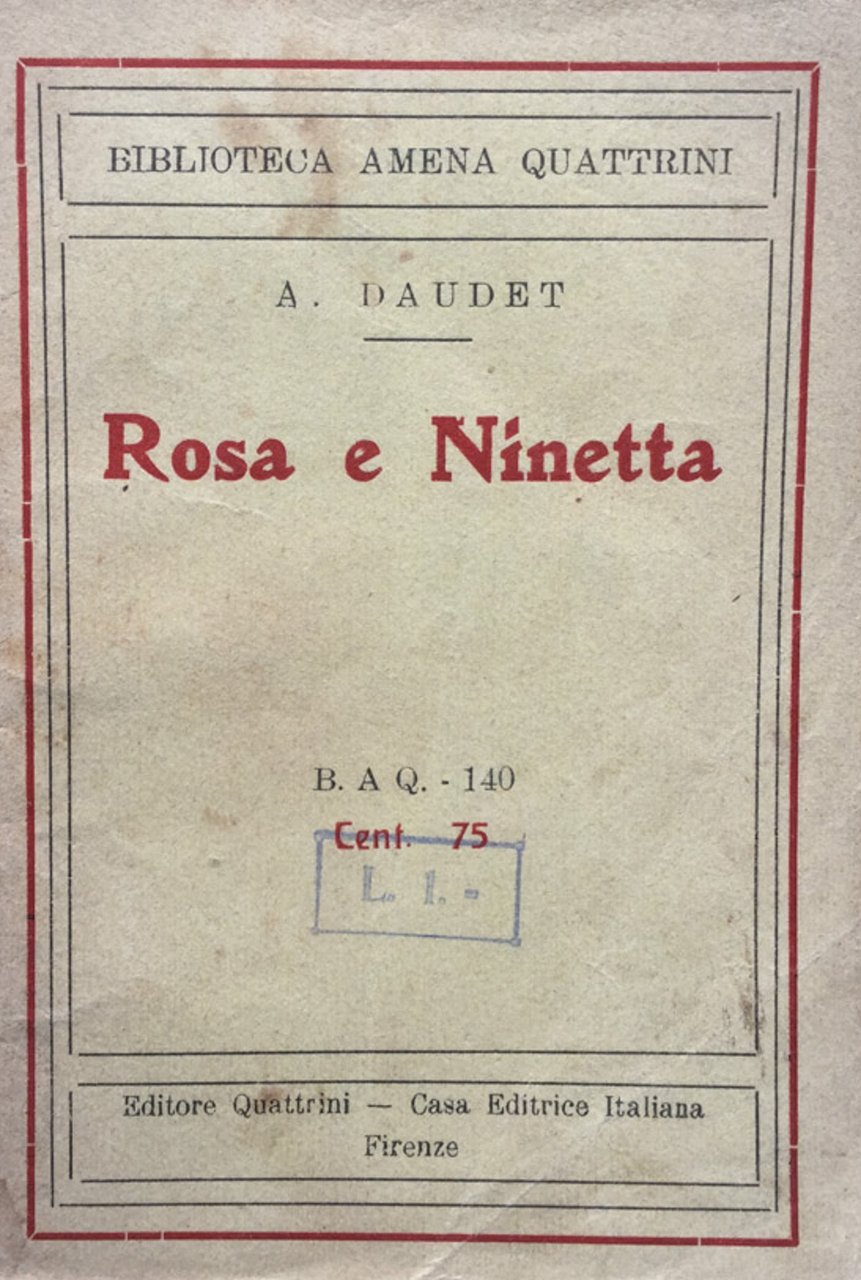 BIBLIOTECA AMENA QUATTRINI
A. DAUDET
Rosa e Ninetta
B. A Q. - 140
Cent. 75
L. 1. -
Editore Quattrini — Casa Editrice Italiana
Firenze